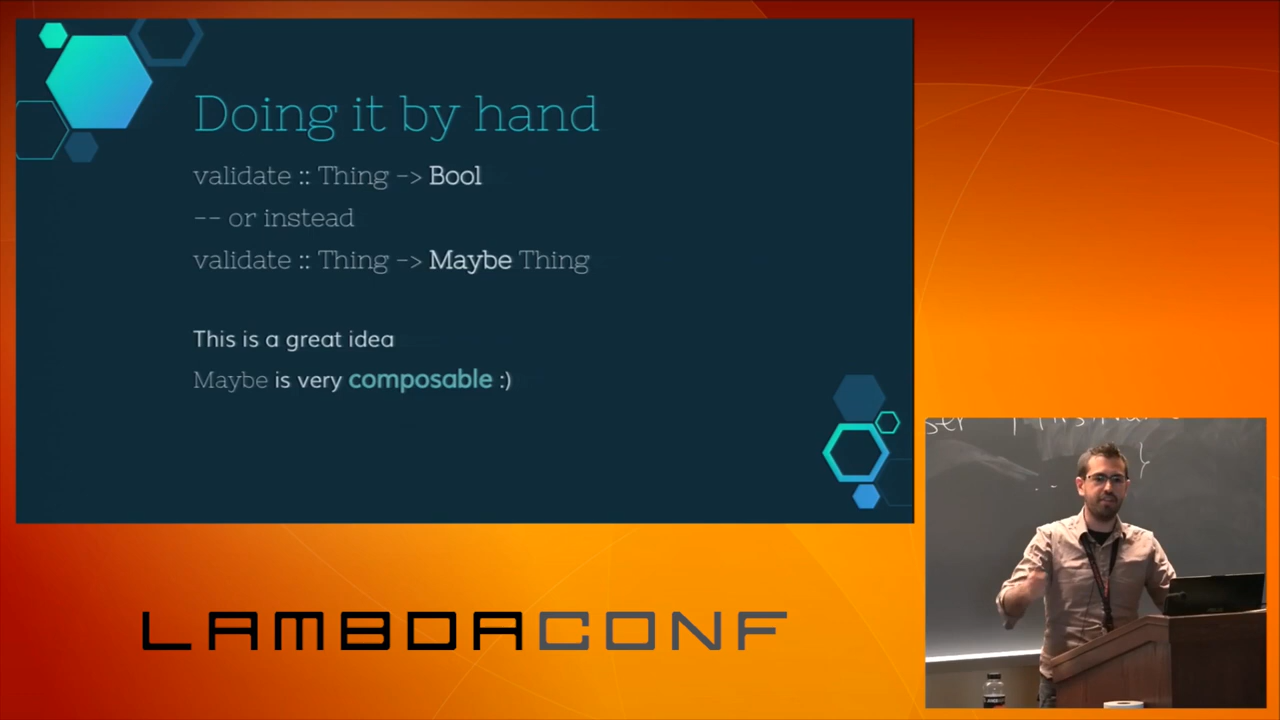 Doing it by hand
validate :: Thing -> Bool
-- or instead
validate :: Thing -> Maybe Thing
This is a great idea
Maybe is very composable :)
LAMBDACONF